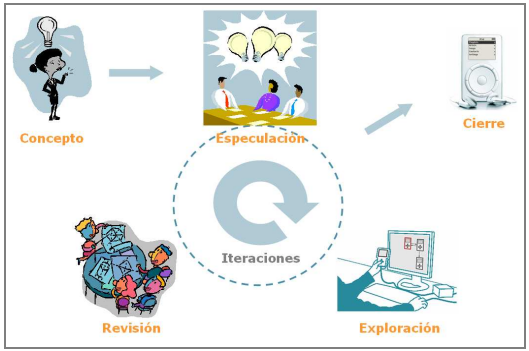 Concepto
Especulación
Cierre
Iteraciones
Revisión
Exploración